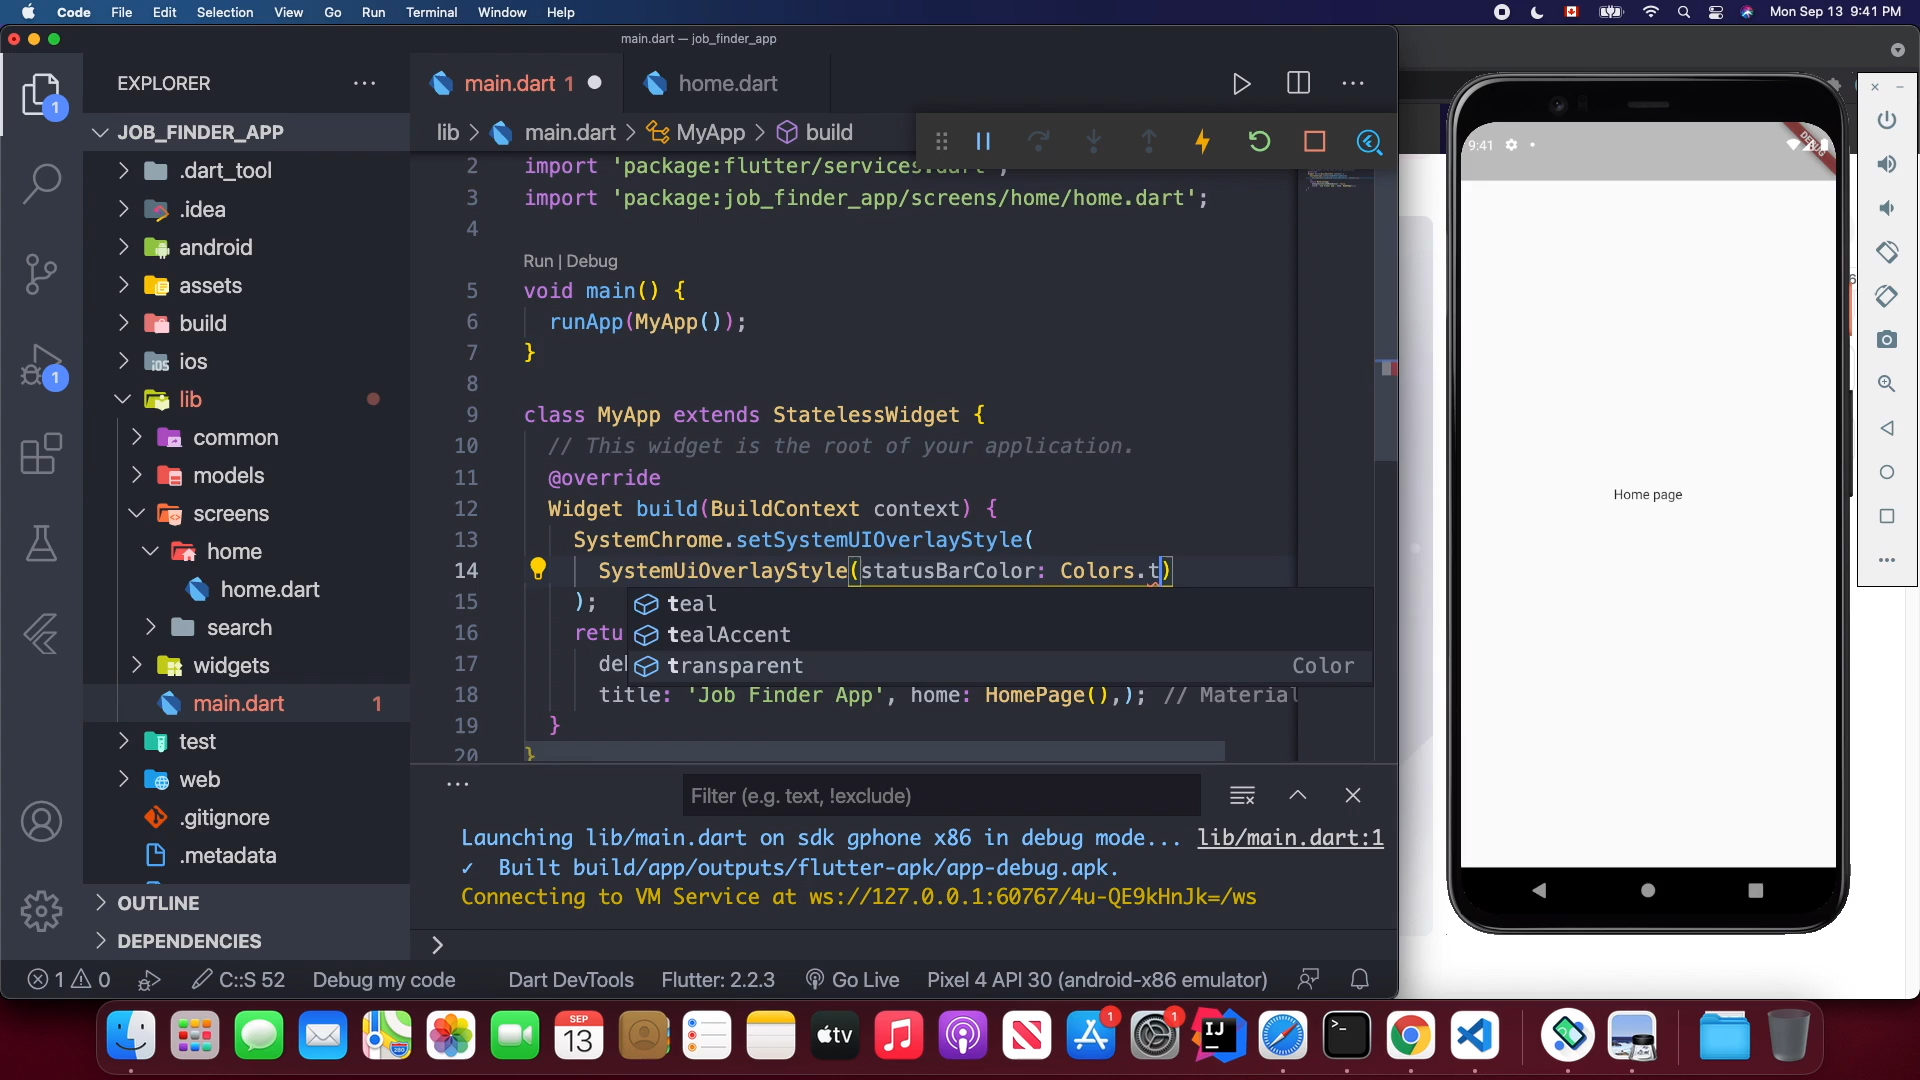 Code File Edit Selection View Go Run Terminal Window Help
Mon Sep 13 9:41 PM
main.dart — job_finder_app
EXPLORER
main.dart 1
home.dart
JOB_FINDER_APP
lib > main.dart > MyApp > build
.dart_tool
.idea
android
assets
build
ios
lib
common
models
screens
home
home.dart
search
widgets
main.dart 1
test
web
.gitignore
.metadata
OUTLINE
DEPENDENCIES
2 import 'package:flutter/services.dart';
3 import 'package:job_finder_app/screens/home/home.dart';
4
Run | Debug
5 void main() {
6 runApp(MyApp());
7 }
8
9 class MyApp extends StatelessWidget {
10 // This widget is the root of your application.
11 @override
12 Widget build(BuildContext context) {
13 SystemChrome.setSystemUIOverlayStyle(
14 SystemUiOverlayStyle(statusBarColor: Colors.t)
15 );
teal
tealAccent
transparent Color
16 retu
17 de
18 title: 'Job Finder App', home: HomePage(),); // Material
19 }
20 }
Filter (e.g. text, !exclude)
Launching lib/main.dart on sdk gphone x86 in debug mode... lib/main.dart:1
✓ Built build/app/outputs/flutter-apk/app-debug.apk.
Connecting to VM Service at ws://127.0.0.1:60767/4u-QE9kHnJk=/ws
1 0 C::S 52 Debug my code Dart DevTools Flutter: 2.2.3 Go Live Pixel 4 API 30 (android-x86 emulator)
9:41
DEBUG
Home page
1
1
SEP
13
tv
1
1
IJ